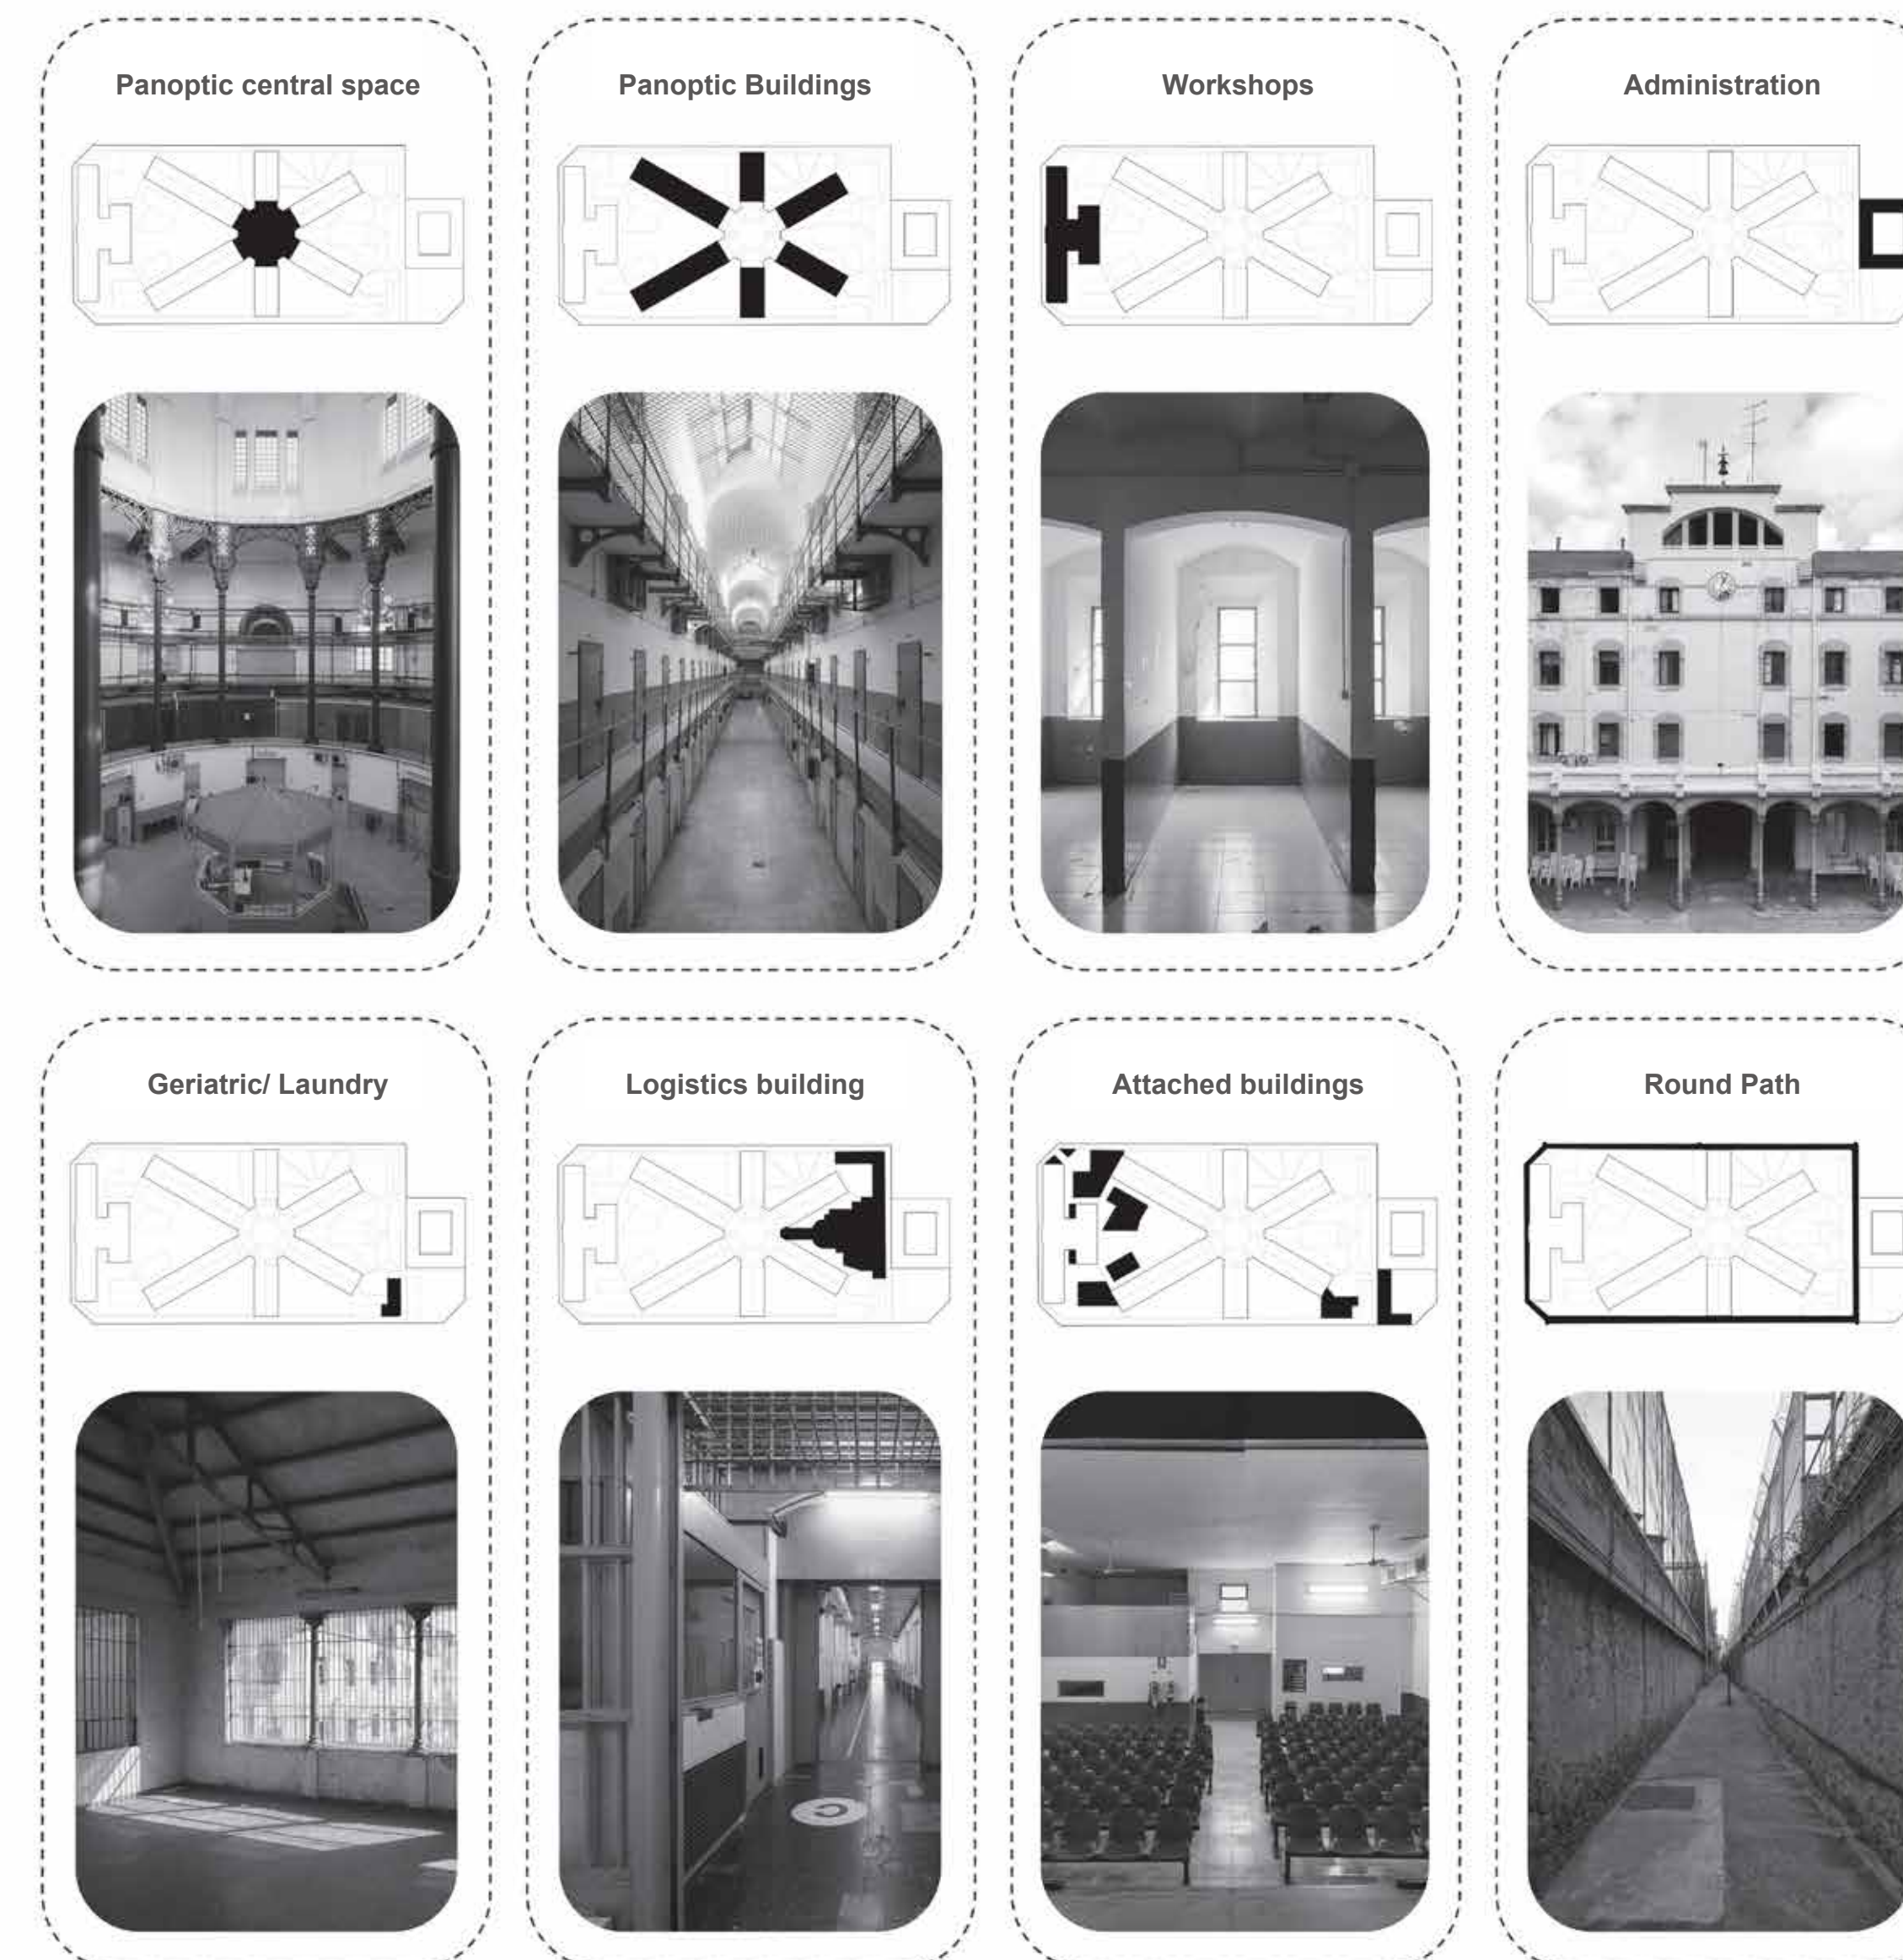 Panoptic central space
Panoptic Buildings
Workshops
Administration
Geriatric/ Laundry
Logistics building
Attached buildings
Round Path